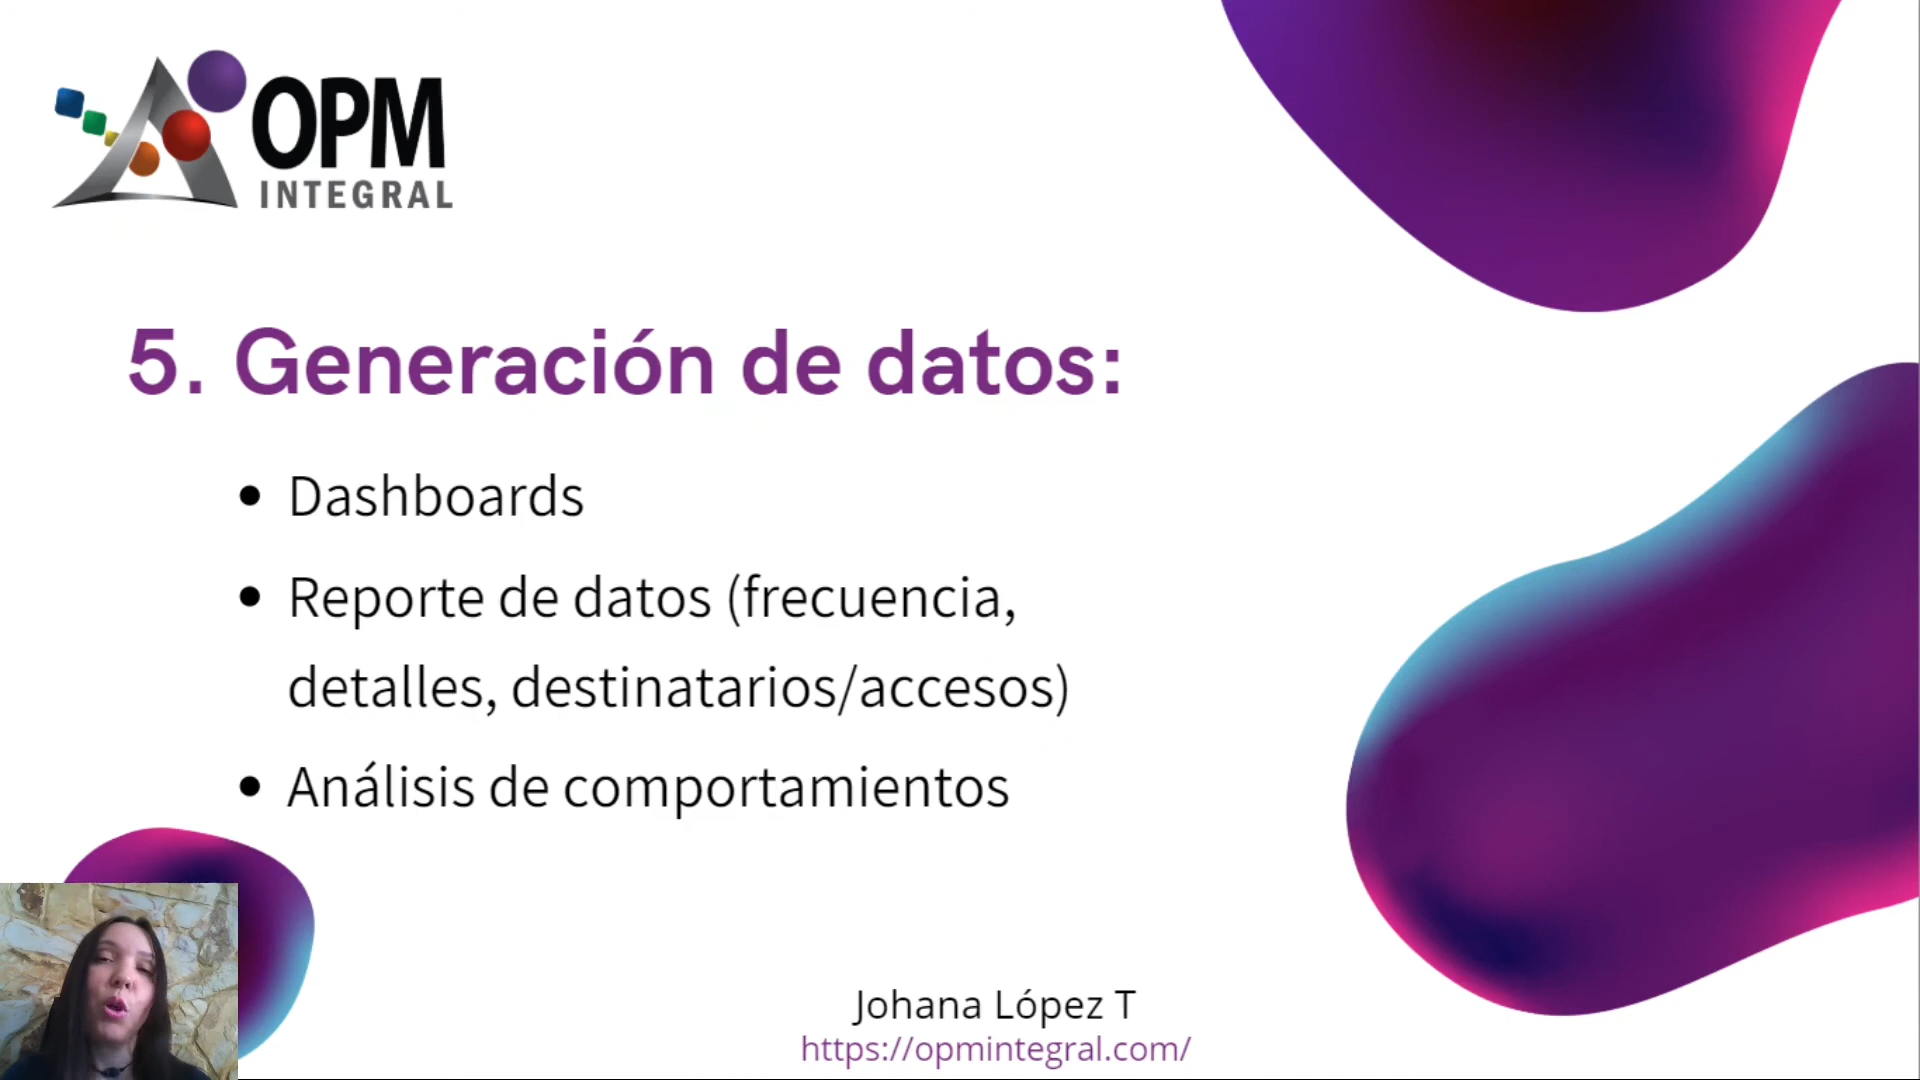 OPM
INTEGRAL
5. Generación de datos:
• Dashboards
• Reporte de datos (frecuencia,
detalles, destinatarios/accesos)
• Análisis de comportamientos
Johana López T
https://opmintegral.com/